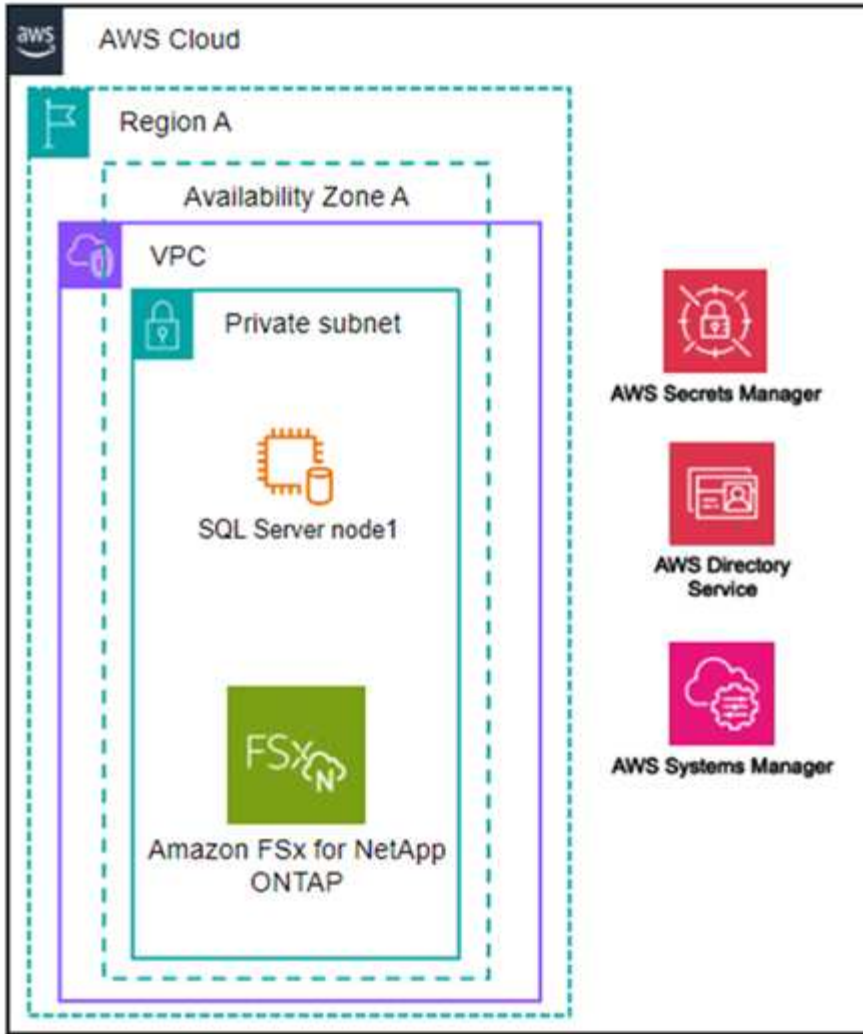 aws
AWS Cloud
Region A
Availability Zone A
VPC
Private subnet
SQL Server node1
FSx
N
Amazon FSx for NetApp
ONTAP
AWS Secrets Manager
AWS Directory
Service
AWS Systems Manager